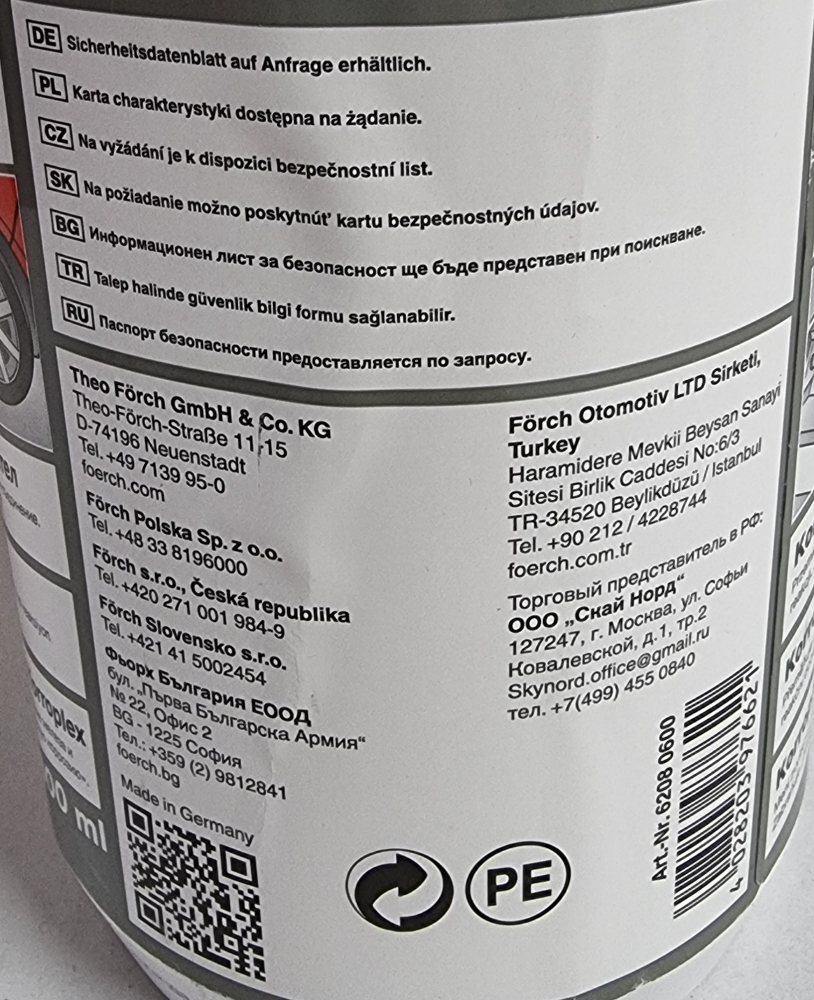 DE Sicherheitsdatenblatt auf Anfrage erhältlich.
PL Karta charakterystyki dostępna na żądanie.
CZ Na vyžádání je k dispozici bezpečnostní list.
SK Na požiadanie možno poskytnúť kartu bezpečnostných údajov.
BG Информационен лист за безопасност ще бъде представен при поискване.
TR Talep halinde güvenlik bilgi formu sağlanabilir.
RU Паспорт безопасности предоставляется по запросу.
Theo Förch GmbH & Co. KG
Theo-Förch-Straße 11-15
D-74196 Neuenstadt
Tel. +49 7139 95-0
foerch.com
Förch Polska Sp. z o.o.
Tel. +48 33 8196000
Förch s.r.o., Česká republika
Tel. +420 271 001 984-9
Förch Slovensko s.r.o.
Tel. +421 41 5002454
Фьорх България ЕООД
бул. „Първа Българска Армия“
№ 22, Офис 2
BG - 1225 София
Тел.: +359 (2) 9812841
foerch.bg
Made in Germany
Förch Otomotiv LTD Sirketi,
Turkey
Haramidere Mevkii Beysan Sanayi
Sitesi Birlik Caddesi No:6/3
TR-34520 Beylikdüzü / Istanbul
Tel. +90 212 / 4228744
foerch.com.tr
Торговый представитель в РФ:
ООО „Скай Норд“
127247, г. Москва, ул. Софьи
Ковалевской, д.1, тр.2
Skynord.office@gmail.ru
тел. +7(499) 455 0840
PE
Art.-Nr. 6208 0600
4 028203 976621
ml